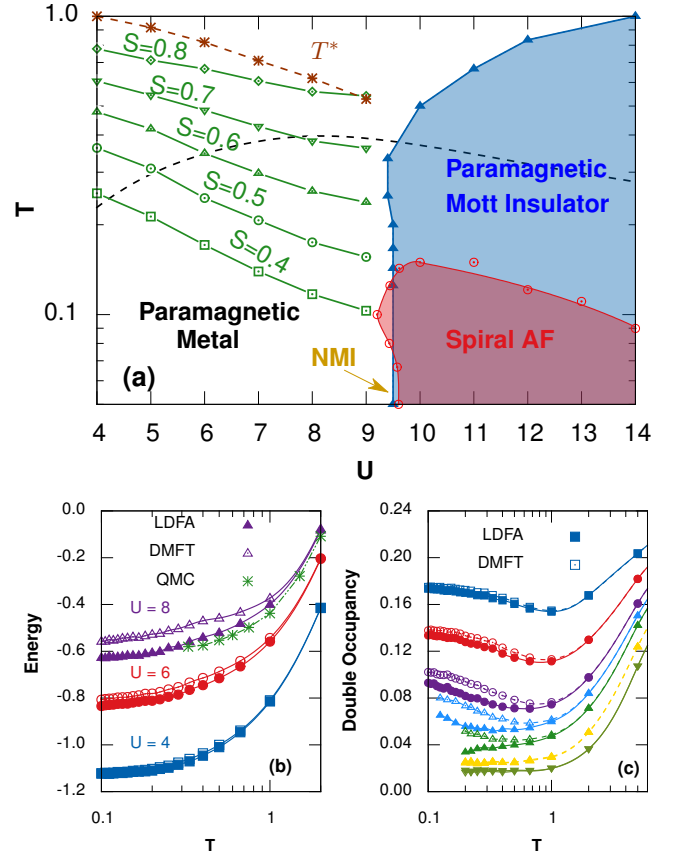 1.0
T*
S=0.8
S=0.7
S=0.6
S=0.5
S=0.4
Paramagnetic
Mott Insulator
T
0.1
Paramagnetic
Metal
Spiral AF
NMI
(a)
4 5 6 7 8 9 10 11 12 13 14
U
0.0
-0.2
-0.4
-0.6
-0.8
-1.0
-1.2
Energy
LDFA
DMFT
QMC
U = 8
U = 6
U = 4
(b)
0.1 1
T
0.24
0.20
0.16
0.12
0.08
0.04
0.00
Double Occupancy
LDFA
DMFT
(c)
0.1 1
T